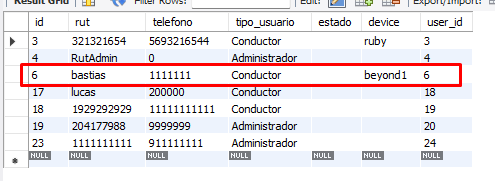 Result Grid Filter Rows: Edit: Export/Import:
id rut telefono tipo_usuario estado device user_id
3 321321654 5693216544 Conductor ruby 3
4 RutAdmin 0 Administrador 4
6 bastias 1111111 Conductor beyond1 6
17 lucas 200000 Conductor 18
18 1929292929 11111111111 Conductor 19
19 204177988 9999999 Administrador 20
23 1111111111 911111111 Administrador 24
NULL NULL NULL NULL NULL NULL NULL